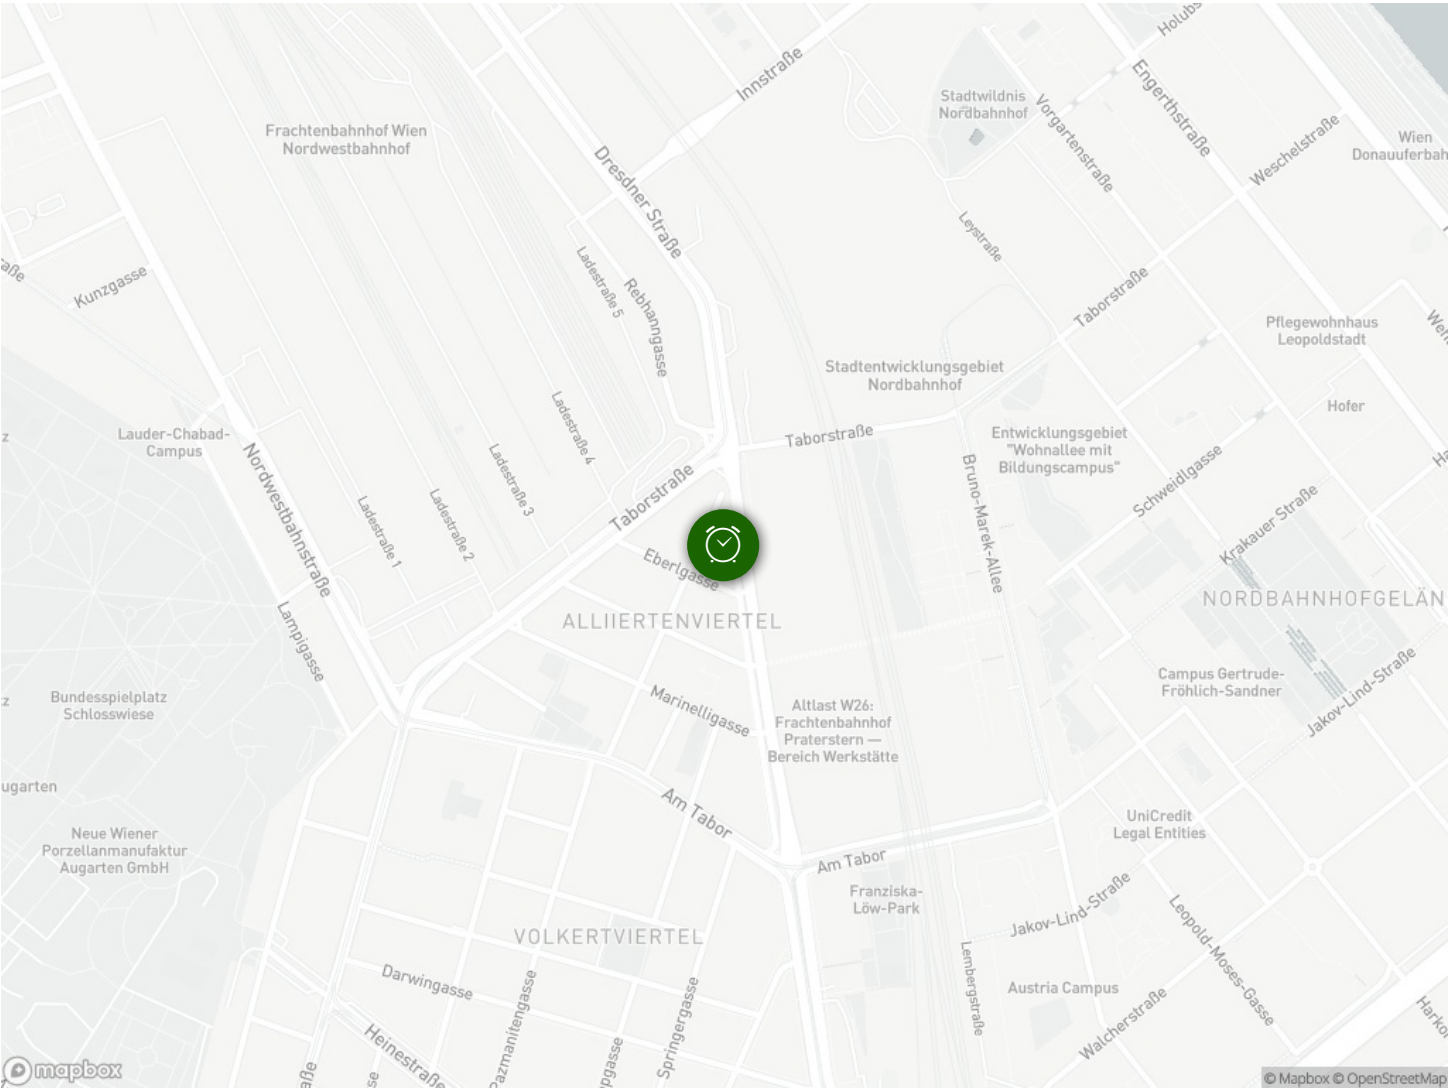 Holubs
Innstraße
Engerthstraße
Stadtwildnis
Nordbahnhof
Vorgartenstraße
Weschelstraße
Wien
Donauuferbah
Frachtenbahnhof Wien
Nordwestbahnhof
Dresdner Straße
Leystraße
Kunzgasse
aße
Ladestraße 5
Rebhanngasse
Taborstraße
Pflegewohnhaus
Leopoldstadt
Stadtentwicklungsgebiet
Nordbahnhof
Hofer
Lauder-Chabad-
Campus
z
Ladestraße 4
Taborstraße
Entwicklungsgebiet
"Wohnallee mit
Bildungscampus"
Nordwestbahnstraße
Ladestraße 3
Ladestraße 2
Ladestraße 1
Taborstraße
Bruno-Marek-Allee
Schweidlgasse
Krakauer Straße
Eberlgasse
NORDBAHNHOFGELÄN
ALLIIERTENVIERTEL
Lampigasse
Bundesspielplatz
Schlosswiese
z
Marinelligasse
Altlast W26:
Frachtenbahnhof
Praterstern —
Bereich Werkstätte
Campus Gertrude-
Fröhlich-Sandner
Jakov-Lind-Straße
ugarten
Neue Wiener
Porzellanmanufaktur
Augarten GmbH
Am Tabor
Am Tabor
UniCredit
Legal Entities
Franziska-
Löw-Park
Jakov-Lind-Straße
Leopold-Moses-Gasse
VOLKERTVIERTEL
Darwingasse
Pazmanitengasse
Springergasse
Lembergstraße
Austria Campus
Walcherstraße
Harko
Heinestraße
aße
sse
pgasse
mapbox
© Mapbox © OpenStreetMap